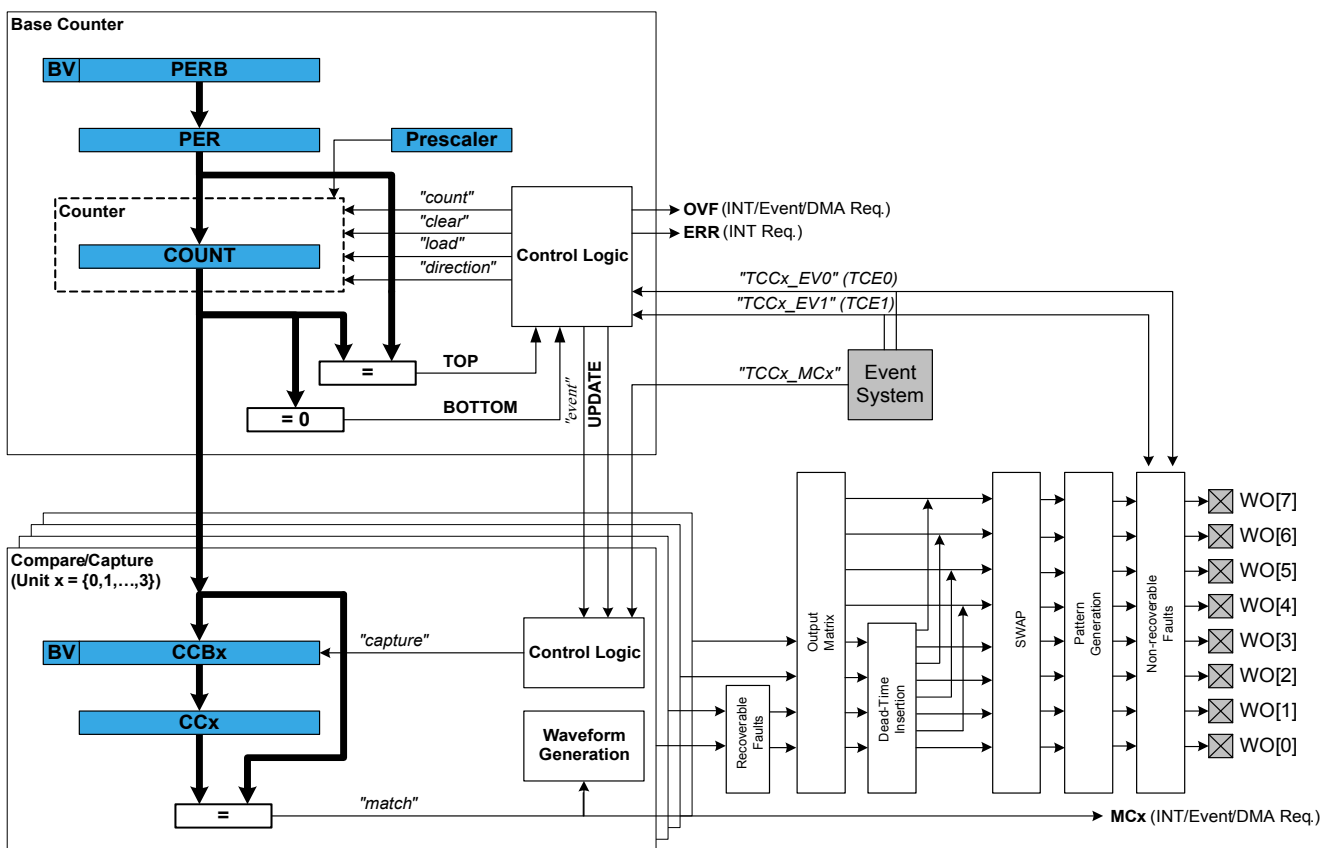 Base Counter
BV
PERB
PER
Prescaler
Counter
COUNT
"count"
"clear"
"load"
"direction"
Control Logic
OVF (INT/Event/DMA Req.)
ERR (INT Req.)
"TCCx_EV0" (TCE0)
"TCCx_EV1" (TCE1)
"TCCx_MCx"
Event
System
=
TOP
= 0
BOTTOM
"event"
UPDATE
Compare/Capture
(Unit x = {0,1,…,3})
BV
CCBx
"capture"
Control Logic
CCx
Waveform
Generation
=
"match"
Recoverable
Faults
Output
Matrix
Dead-Time
Insertion
SWAP
Pattern
Generation
Non-recoverable
Faults
WO[7]
WO[6]
WO[5]
WO[4]
WO[3]
WO[2]
WO[1]
WO[0]
MCx (INT/Event/DMA Req.)